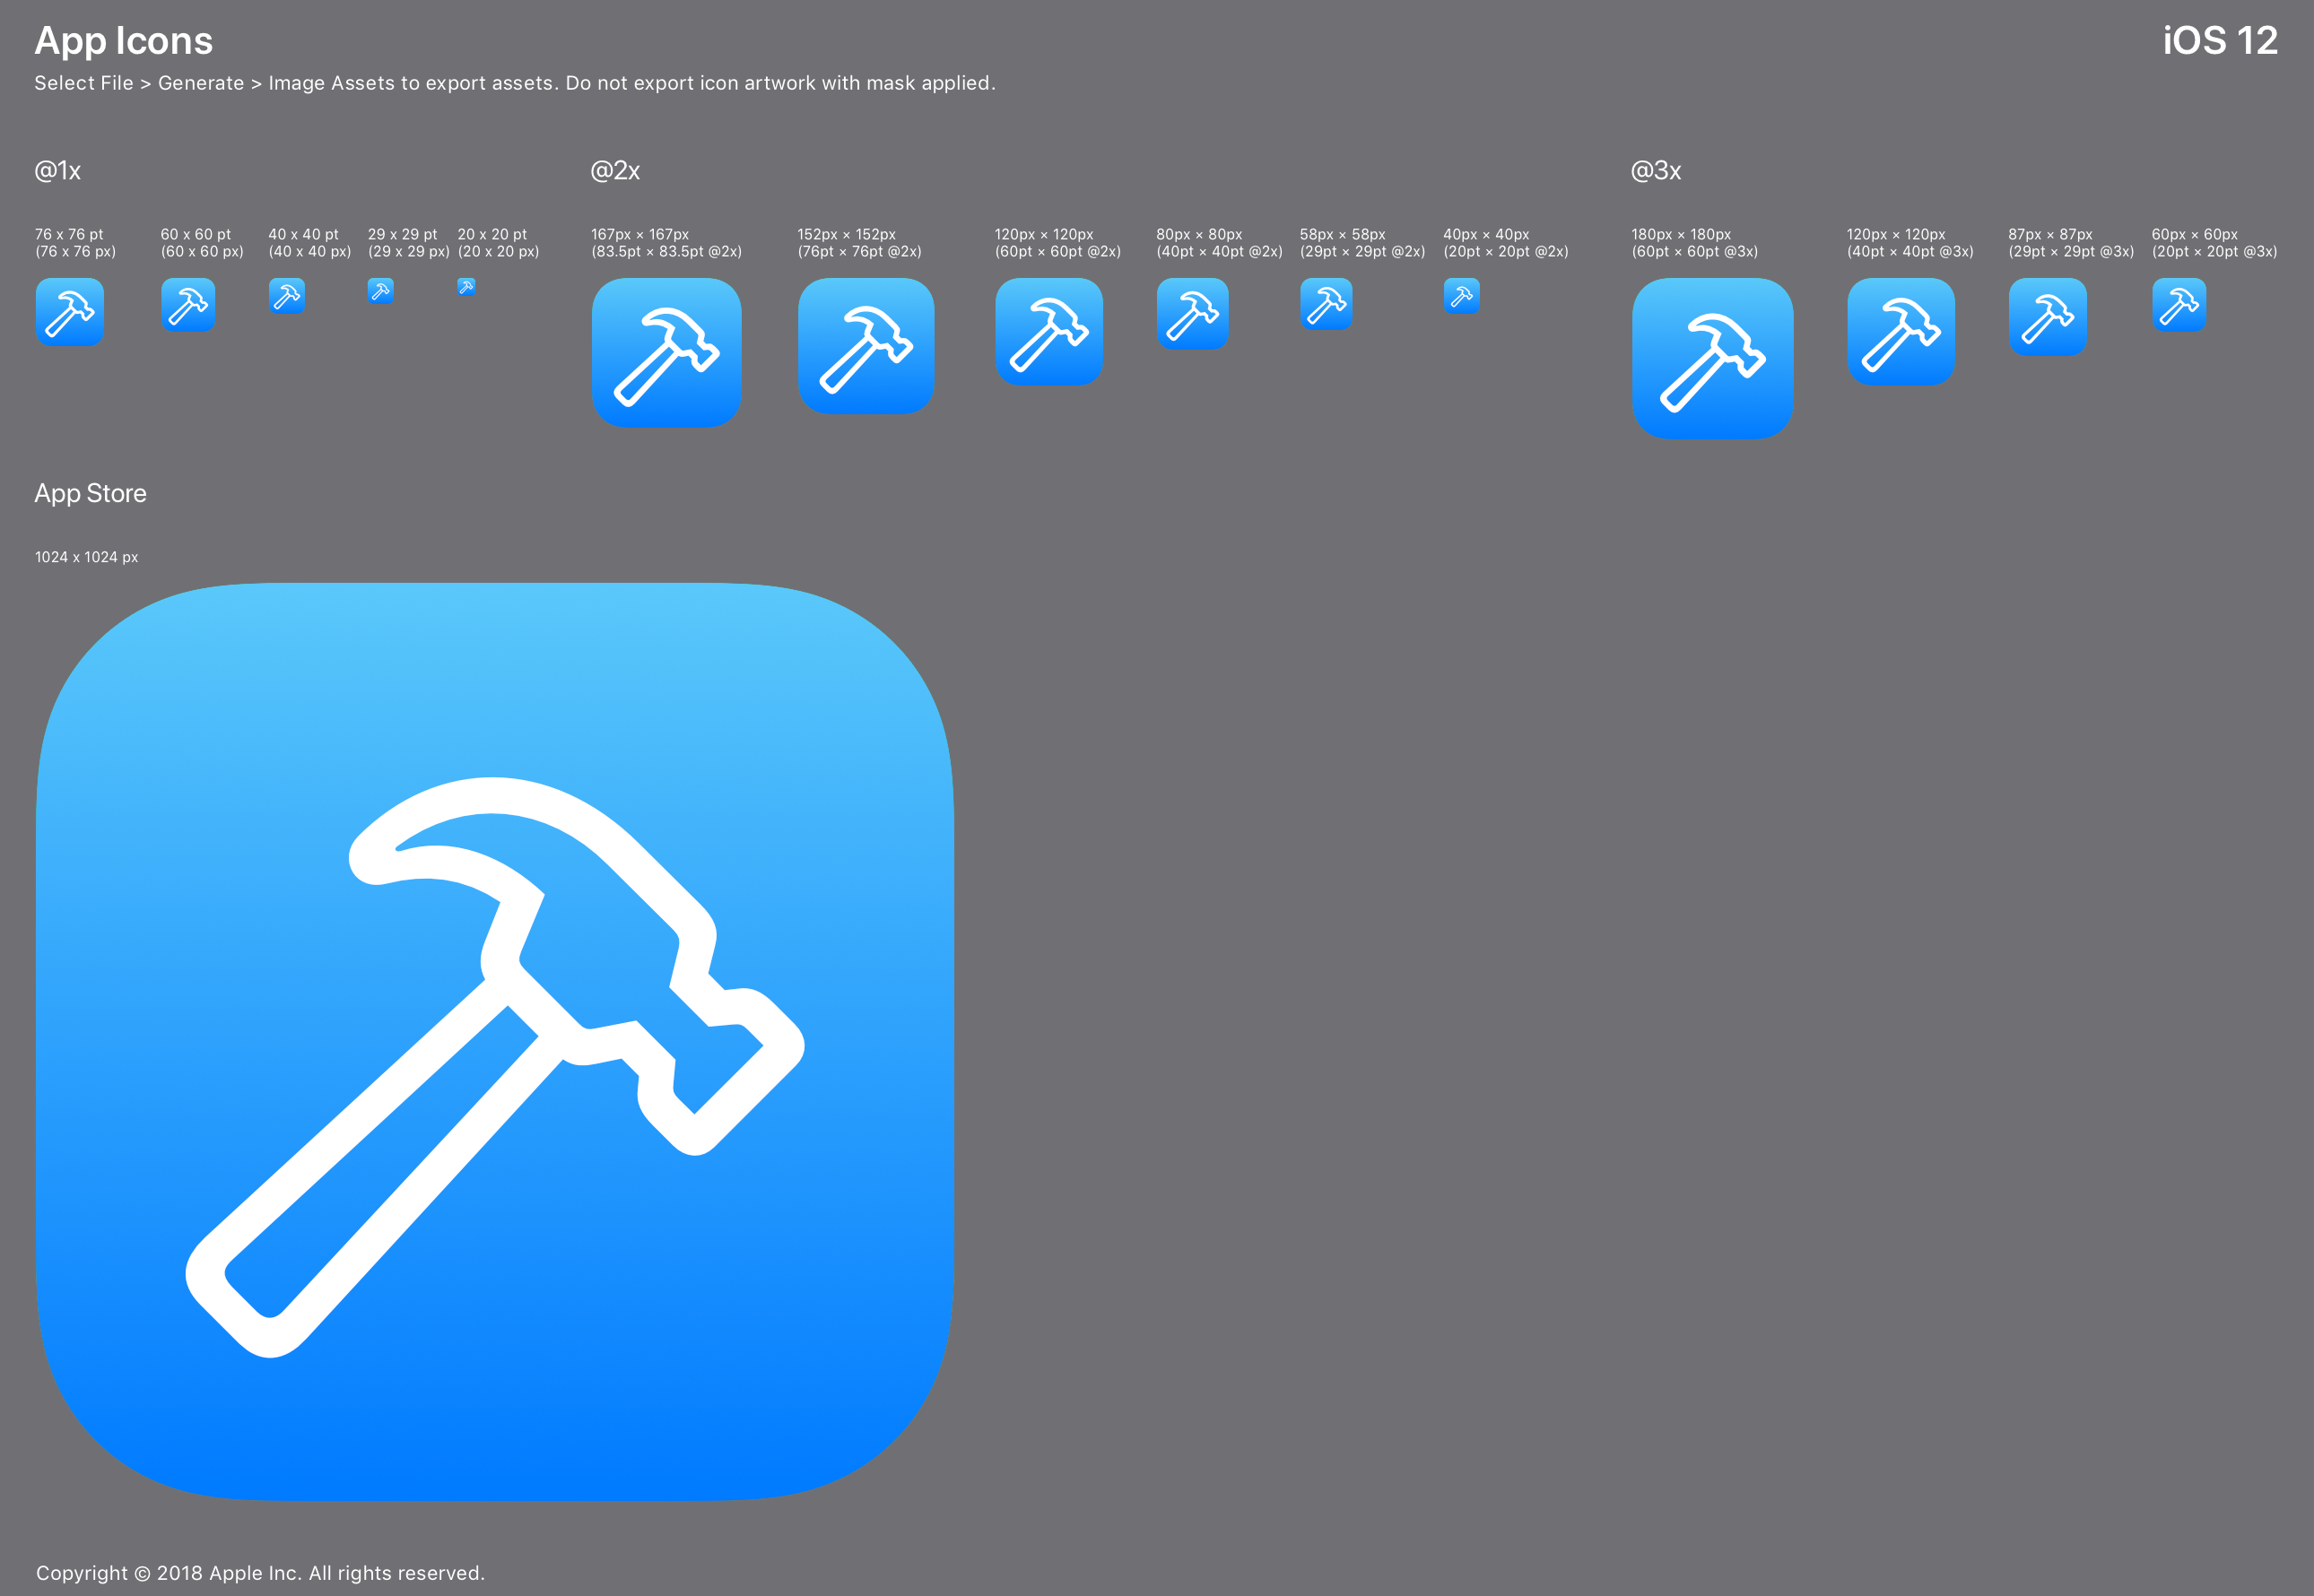 App Icons
iOS 12
Select File > Generate > Image Assets to export assets. Do not export icon artwork with mask applied.
@1x
@2x
@3x
76 x 76 pt
(76 x 76 px)
60 x 60 pt
(60 x 60 px)
40 x 40 pt
(40 x 40 px)
29 x 29 pt
(29 x 29 px)
20 x 20 pt
(20 x 20 px)
167px × 167px
(83.5pt × 83.5pt @2x)
152px × 152px
(76pt × 76pt @2x)
120px × 120px
(60pt × 60pt @2x)
80px × 80px
(40pt × 40pt @2x)
58px × 58px
(29pt × 29pt @2x)
40px × 40px
(20pt × 20pt @2x)
180px × 180px
(60pt × 60pt @3x)
120px × 120px
(40pt × 40pt @3x)
87px × 87px
(29pt × 29pt @3x)
60px × 60px
(20pt × 20pt @3x)
App Store
1024 x 1024 px
Copyright © 2018 Apple Inc. All rights reserved.